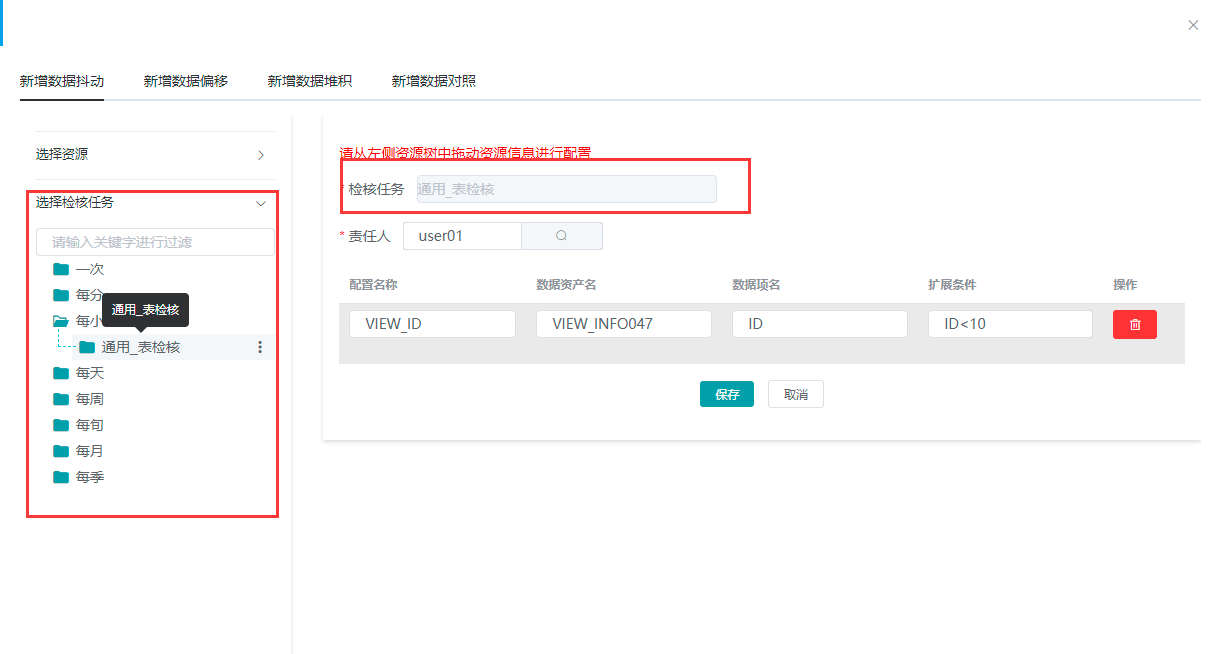 新增数据抖动 新增数据偏移 新增数据堆积 新增数据对照
选择资源
选择检核任务
请输入关键字进行过滤
一次
每分
每小
通用_表检核
通用_表检核
每天
每周
每旬
每月
每季
请从左侧资源树中拖动资源信息进行配置
* 检核任务 通用_表检核
* 责任人 user01
配置名称 数据资产名 数据项名 扩展条件 操作
VIEW_ID VIEW_INFO047 ID ID<10
保存 取消